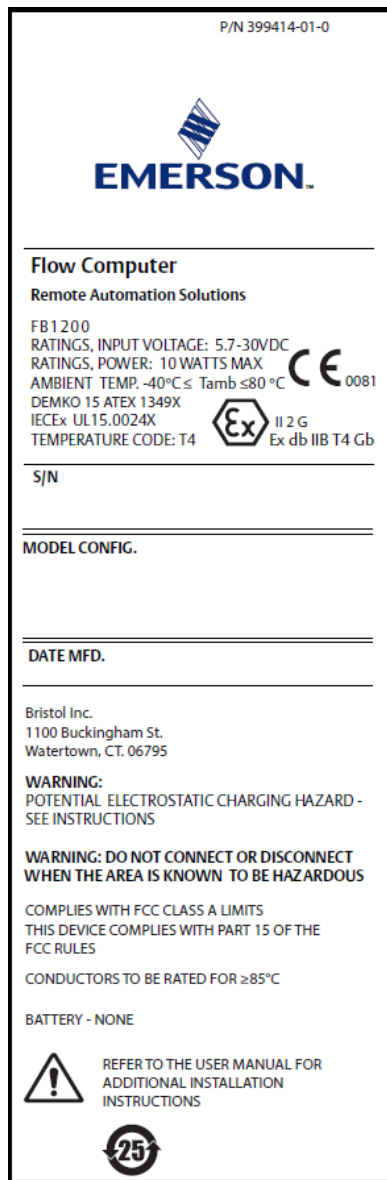 P/N 399414-01-0
EMERSON™
Flow Computer
Remote Automation Solutions
FB1200
RATINGS, INPUT VOLTAGE: 5.7-30VDC
RATINGS, POWER: 10 WATTS MAX
AMBIENT TEMP. -40°C ≤ Tamb ≤80 °C
CE 0081
DEMKO 15 ATEX 1349X
IECEx UL15.0024X
TEMPERATURE CODE: T4
Ex II 2 G
Ex db IIB T4 Gb
S/N
MODEL CONFIG.
DATE MFD.
Bristol Inc.
1100 Buckingham St.
Watertown, CT. 06795
WARNING:
POTENTIAL ELECTROSTATIC CHARGING HAZARD -
SEE INSTRUCTIONS
WARNING: DO NOT CONNECT OR DISCONNECT
WHEN THE AREA IS KNOWN TO BE HAZARDOUS
COMPLIES WITH FCC CLASS A LIMITS
THIS DEVICE COMPLIES WITH PART 15 OF THE
FCC RULES
CONDUCTORS TO BE RATED FOR ≥85°C
BATTERY - NONE
REFER TO THE USER MANUAL FOR
ADDITIONAL INSTALLATION
INSTRUCTIONS
25